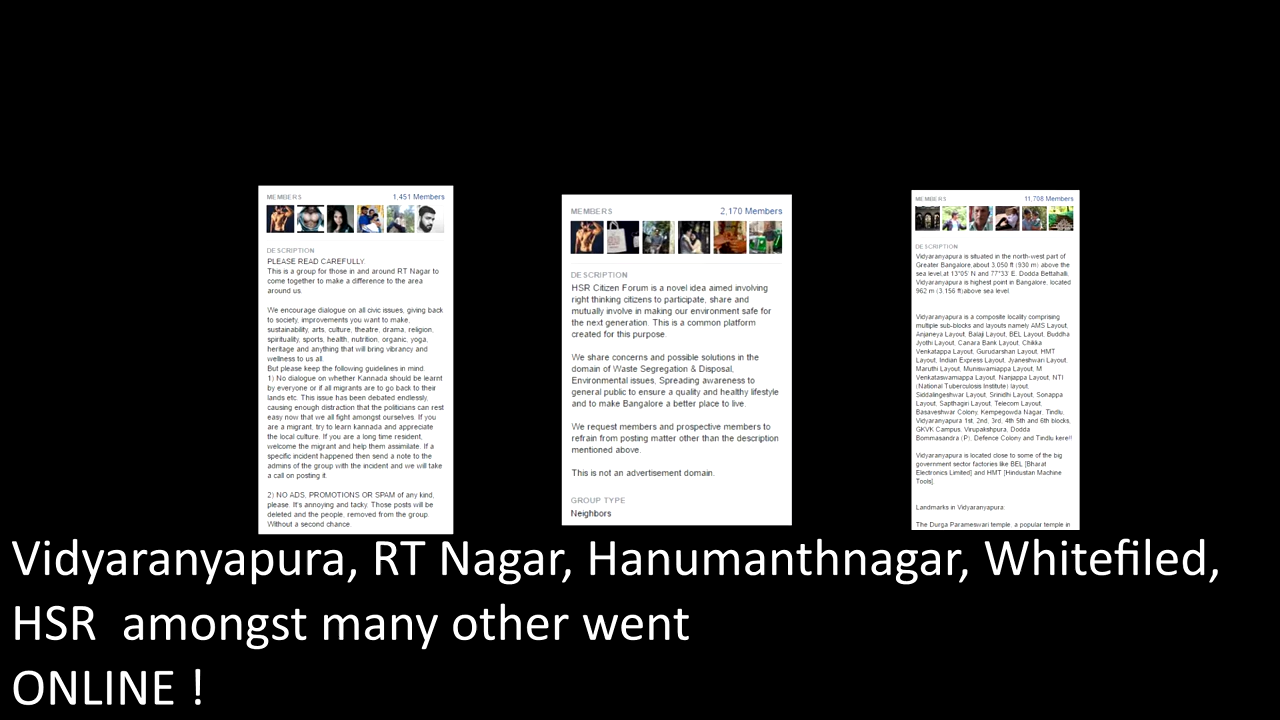 MEMBERS 1,451 Members
DESCRIPTION
PLEASE READ CAREFULLY.
This is a group for those in and around RT Nagar to
come together to make a difference to the area
around us.
We encourage dialogue on all civic issues, giving back
to society, improvements you want to make,
sustainability, arts, culture, theatre, drama, religion,
spirituality, sports, health, nutrition, organic, yoga,
heritage and anything that will bring vibrancy and
wellness to us all.
But please keep the following guidelines in mind.
1) No dialogue on whether Kannada should be learnt
by everyone or if all migrants are to go back to their
lands etc. This issue has been debated endlessly,
causing enough distraction that the politicians can rest
easy now that we all fight amongst ourselves. If you
are a migrant, try to learn kannada and appreciate
the local culture. If you are a long time resident,
welcome the migrant and help them assimilate. If a
specific incident happened then send a note to the
admins of the group with the incident and we will take
a call on posting it.
2) NO ADS, PROMOTIONS OR SPAM of any kind,
please. It's annoying and tacky. Those posts will be
deleted and the people, removed from the group.
Without a second chance.
MEMBERS 2,170 Members
DESCRIPTION
HSR Citizen Forum is a novel idea aimed involving
right thinking citizens to participate, share and
mutually involve in making our environment safe for
the next generation. This is a common platform
created for this purpose.
We share concerns and possible solutions in the
domain of Waste Segregation & Disposal,
Environmental issues, Spreading awareness to
general public to ensure a quality and healthy lifestyle
and to make Bangalore a better place to live.
We request members and prospective members to
refrain from posting matter other than the description
mentioned above.
This is not an advertisement domain.
GROUP TYPE
Neighbors
MEMBERS 11,708 Members
DESCRIPTION
Vidyaranyapura is situated in the north-west part of
Greater Bangalore,about 3,050 ft (930 m) above the
sea level,at 13°05' N and 77°33' E. Dodda Bettahalli.
Vidyaranyapura is highest point in Bangalore, located
962 m (3,156 ft)above sea level.
Vidyaranyapura is a composite locality comprising
multiple sub-blocks and layouts namely AMS Layout,
Anjaneya Layout, Balaji Layout, BEL Layout, Buddha
Jyothi Layout, Canara Bank Layout, Chikka
Venkatappa Layout, Gurudarshan Layout, HMT
Layout, Indian Express Layout, Jyaneshwari Layout,
Maruthi Layout, Muniswamiappa Layout, M
Venkataswamiappa Layout, Nanjappa Layout, NTI
(National Tuberculosis Institute) layout,
Siddalingeshwar Layout, Srinidhi Layout, Sonappa
Layout, Sapthagiri Layout, Telecom Layout,
Basaveshwar Colony, Kempegowda Nagar, Tindlu,
Vidyaranyapura 1st, 2nd, 3rd, 4th 5th and 6th blocks,
GKVK Campus, Virupakshpura, Dodda
Bommasandra (P), Defence Colony and Tindlu kere!!
Vidyaranyapura is located close to some of the big
government sector factories like BEL [Bharat
Electronics Limited] and HMT [Hindustan Machine
Tools].
Landmarks in Vidyaranyapura:
The Durga Parameswari temple, a popular temple in
Vidyaranyapura, RT Nagar, Hanumanthnagar, Whitefiled,
HSR amongst many other went
ONLINE !